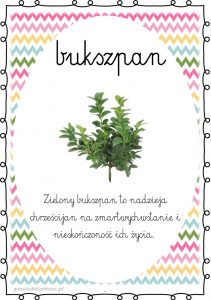 bukszpan
Zielony bukszpan to nadzieja
chrześcijan na zmartwychwstanie i
nieskończoność ich życia.